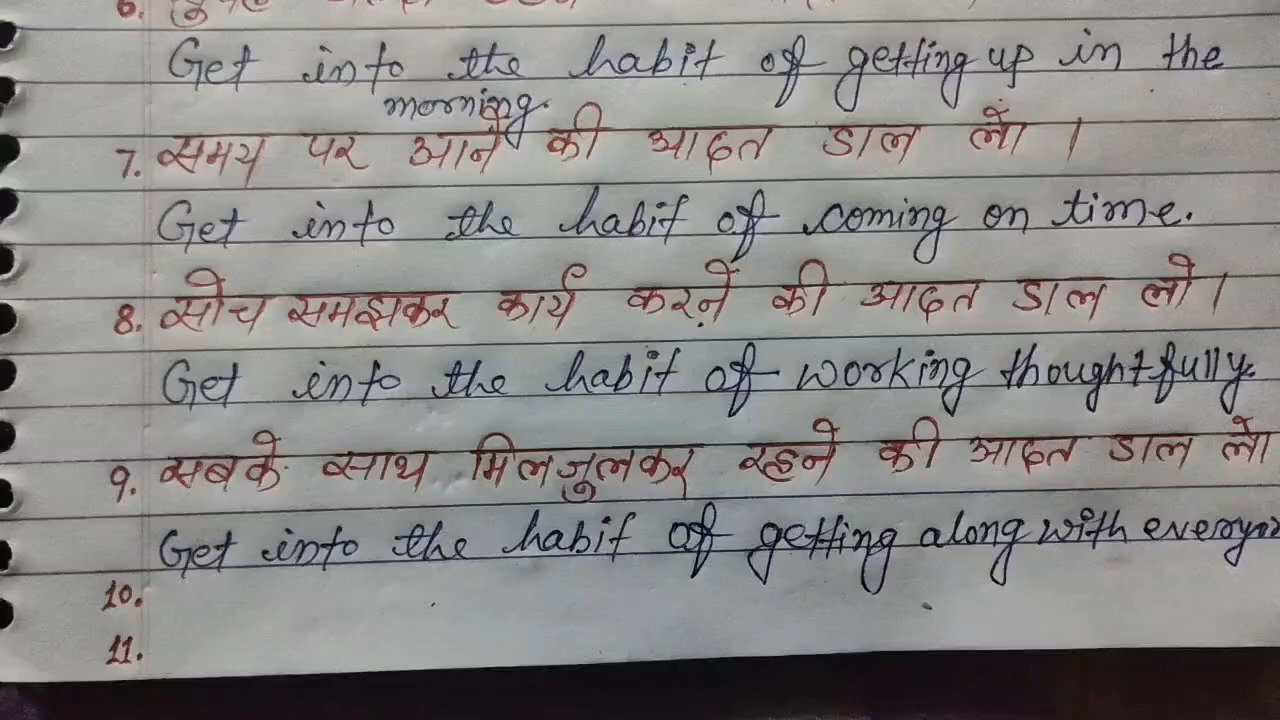 6.
Get into the habit of getting up in the
morning.
7. समय पर आने की आदत डाल लो ।
Get into the habit of coming on time.
8. सोच समझकर कार्य करने की आदत डाल लो ।
Get into the habit of working thoughtfully.
9. सबके साथ मिलजुलकर रहने की आदत डाल लो
Get into the habit of getting along with
10.
11.